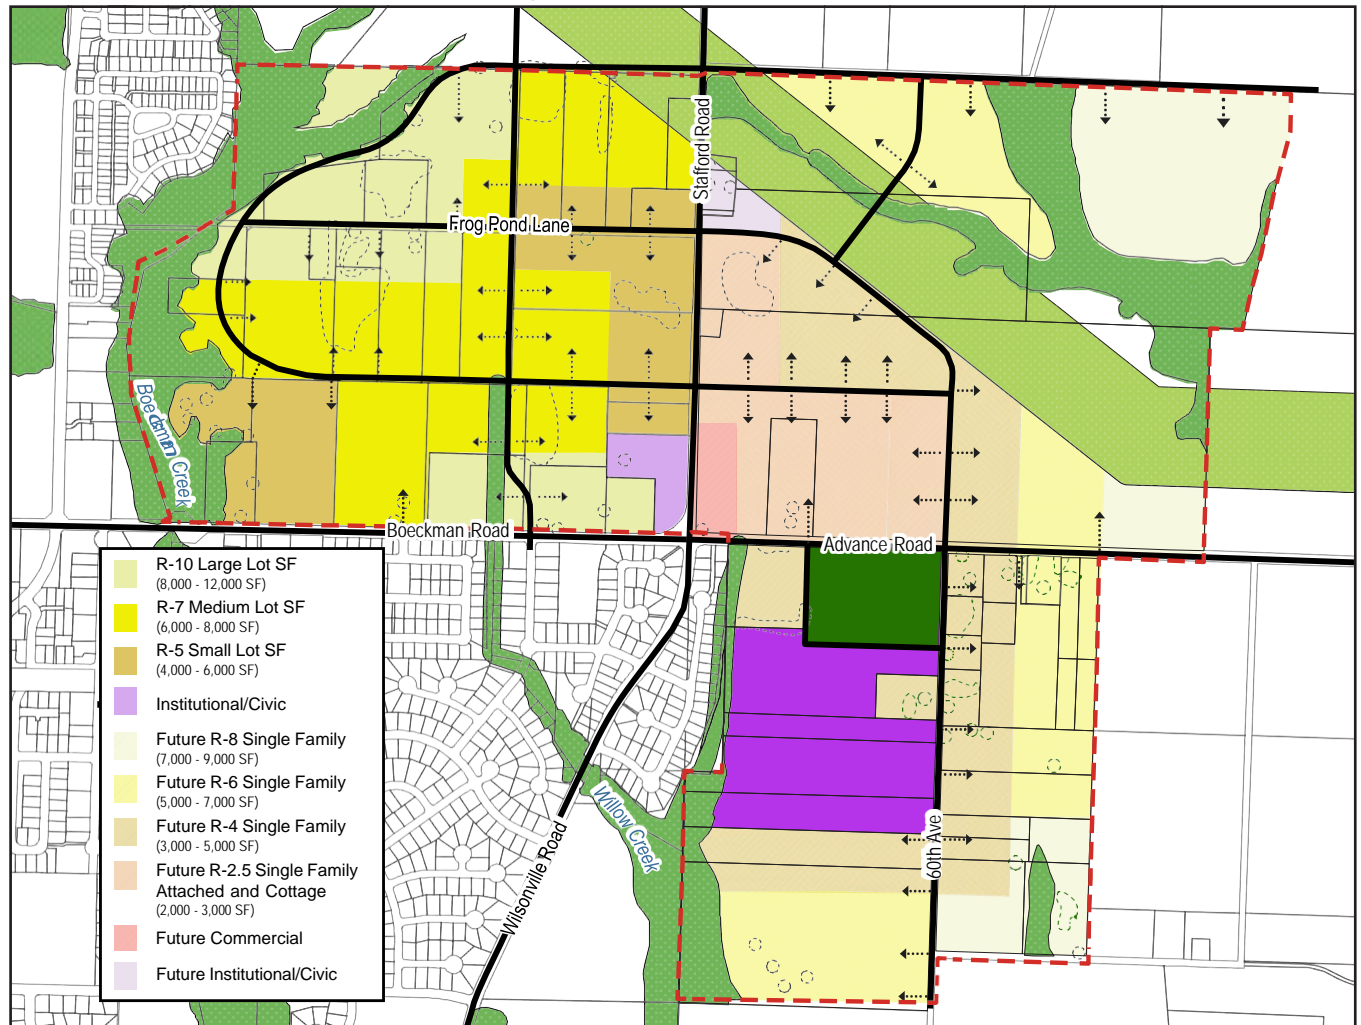 Stafford Road
Frog Pond Lane
Boeckman Creek
Boeckman Road
Advance Road
R-10 Large Lot SF
(8,000 - 12,000 SF)
R-7 Medium Lot SF
(6,000 - 8,000 SF)
R-5 Small Lot SF
(4,000 - 6,000 SF)
Institutional/Civic
Future R-8 Single Family
(7,000 - 9,000 SF)
Future R-6 Single Family
(5,000 - 7,000 SF)
Future R-4 Single Family
(3,000 - 5,000 SF)
Future R-2.5 Single Family
Attached and Cottage
(2,000 - 3,000 SF)
Future Commercial
Future Institutional/Civic
Willow Creek
Wilsonville Road
60th Ave